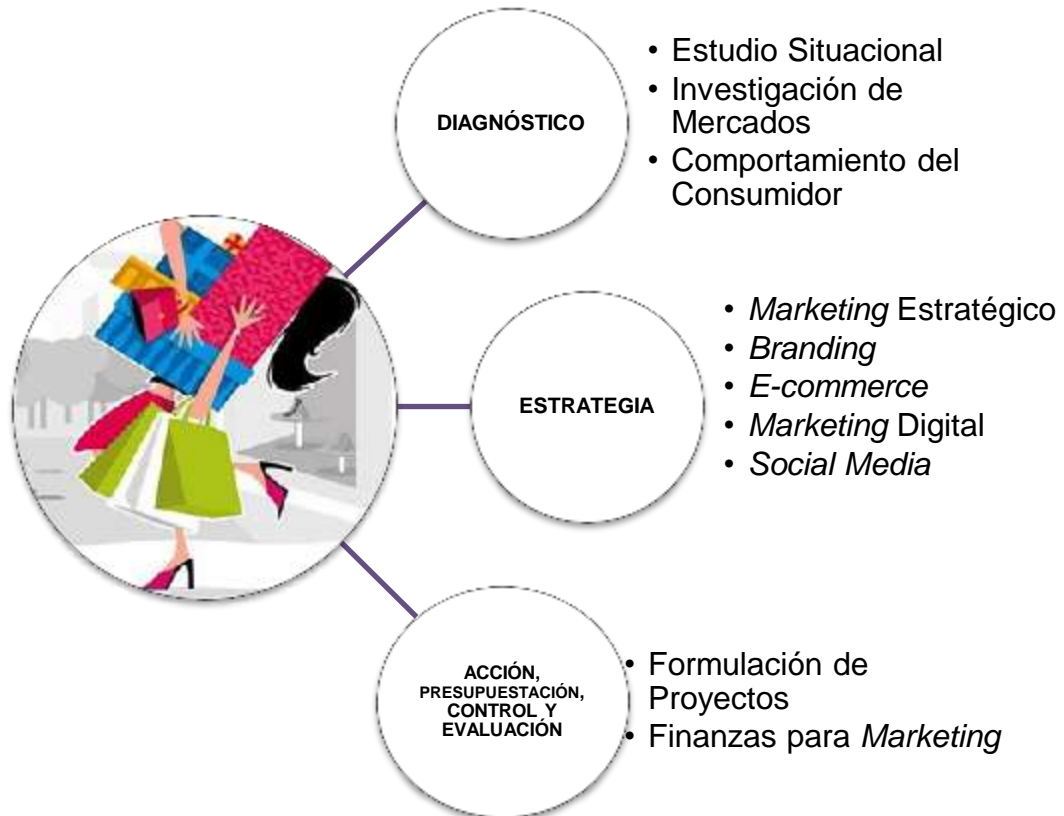 DIAGNÓSTICO
• Estudio Situacional
• Investigación de
Mercados
• Comportamiento del
Consumidor
ESTRATEGIA
• Marketing Estratégico
• Branding
• E-commerce
• Marketing Digital
• Social Media
ACCIÓN,
PRESUPUESTACIÓN,
CONTROL Y
EVALUACIÓN
• Formulación de
Proyectos
• Finanzas para Marketing